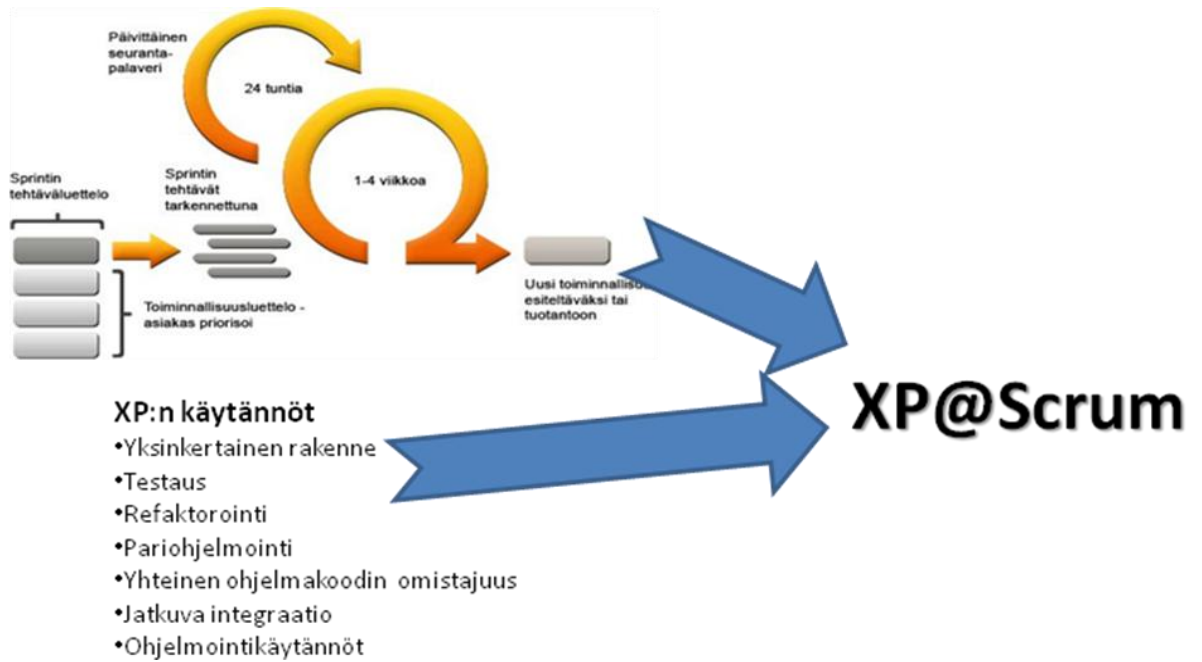 Päivittäinen
seuranta-
palaveri
24 tuntia
1-4 viikkoa
Sprintin
tehtäväluettelo
Sprintin
tehtävät
tarkennettuna
Toiminnallisuusluettelo -
asiakas priorisoi
Uusi toiminnallisu
esiteltäväksi tai
tuotantoon
XP@Scrum
XP:n käytännöt
•Yksinkertainen rakenne
•Testaus
•Refaktorointi
•Pariohjelmointi
•Yhteinen ohjelmakoodin omistajuus
•Jatkuva integraatio
•Ohjelmointikäytännöt